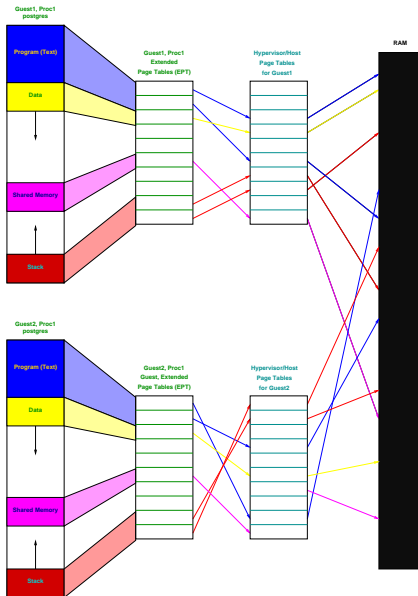 Guest1, Proc1
postgres
Program (Text)
Data
Shared Memory
Stack
Guest1, Proc1
Extended
Page Tables (EPT)
Hypervisor/Host
Page Tables
for Guest1
RAM
Guest2, Proc1
postgres
Program (Text)
Data
Shared Memory
Stack
Guest2, Proc1
Guest, Extended
Page Tables (EPT)
Hypervisor/Host
Page Tables
for Guest2